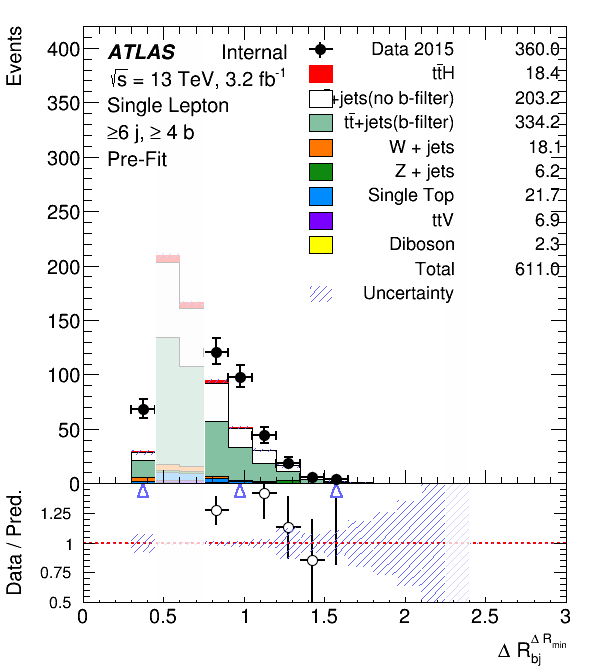 Events
400
350
300
250
200
150
100
50
0
ATLAS Internal
√s = 13 TeV, 3.2 fb⁻¹
Single Lepton
≥6 j, ≥ 4 b
Pre-Fit
Data 2015 360.0
tt̄H 18.4
+jets(no b-filter) 203.2
tt̄+jets(b-filter) 334.2
W + jets 18.1
Z + jets 6.2
Single Top 21.7
ttV 6.9
Diboson 2.3
Total 611.0
Uncertainty
Data / Pred.
1.25
1
0.75
0.5
0 0.5 1 1.5 2 2.5 3
Δ R_bj^{Δ R_min}